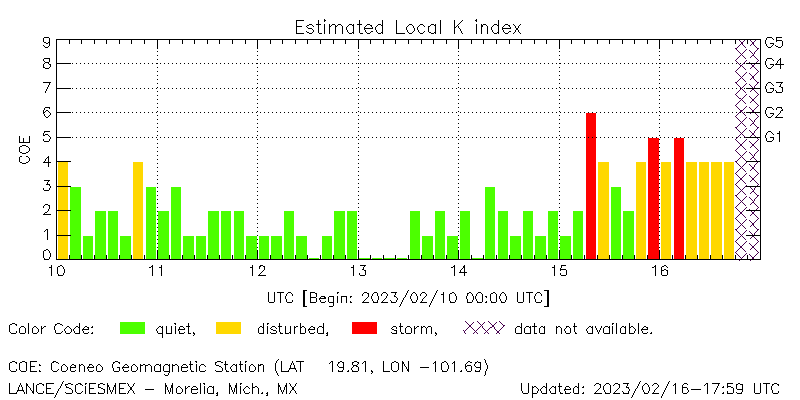 Estimated Local K index
9 G5
8 G4
7 G3
6 G2
5 G1
4
3
2
1
0
COE
10 11 12 13 14 15 16
UTC [Begin: 2023/02/10 00:00 UTC]
Color Code: quiet, disturbed, storm, data not available.
COE: Coeneo Geomagnetic Station (LAT 19.81, LON -101.69)
LANCE/SCiESMEX - Morelia, Mich., MX Updated: 2023/02/16-17:59 UTC